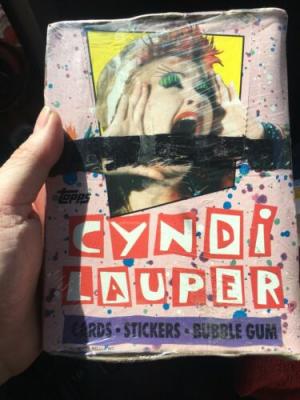 Topps
CYNDI
LAUPER
CARDS • STICKERS • BUBBLE GUM